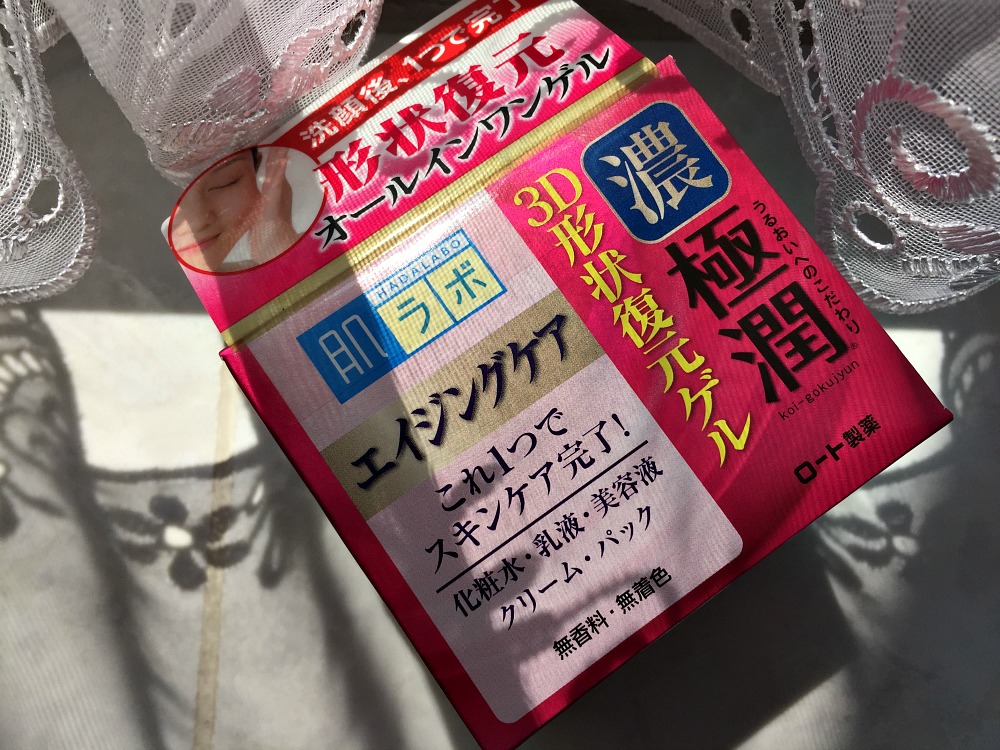 洗顔後、1つで完了
形状復元
オールインワンゲル
HADALABO
肌ラボ
エイジングケア
これ1つで
スキンケア完了!
化粧水・乳液・美容液
クリーム・パック
無香料・無着色
3D形状復元ゲル
濃
極潤
うるおいへのこだわり
®
koi-gokujyun
ロート製薬